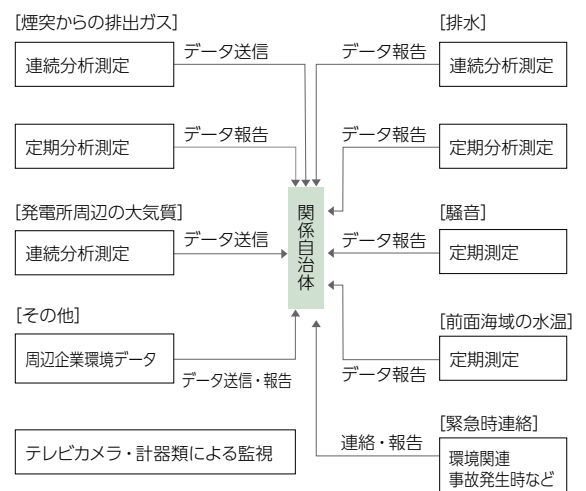 [煙突からの排出ガス]
連続分析測定
データ送信
定期分析測定
データ報告
[発電所周辺の大気質]
連続分析測定
データ送信
[その他]
周辺企業環境データ
データ送信・報告
テレビカメラ・計器類による監視
関係自治体
[排水]
データ報告
連続分析測定
データ報告
定期分析測定
[騒音]
データ報告
定期測定
[前面海域の水温]
データ報告
定期測定
[緊急時連絡]
連絡・報告
環境関連
事故発生時など